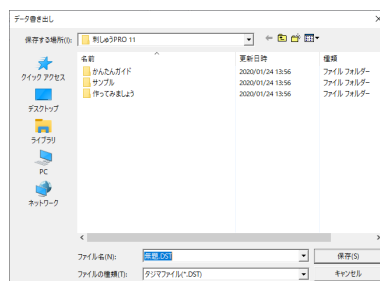 データ書き出し
保存する場所(I): 刺しゅうPRO 11
名前 更新日時 種類
かんたんガイド 2020/01/24 13:56 ファイル フォルダー
サンプル 2020/01/24 13:56 ファイル フォルダー
作ってみましょう 2020/01/24 13:56 ファイル フォルダー
クイック アクセス
デスクトップ
ライブラリ
PC
ネットワーク
ファイル名(N): 無題.DST 保存(S)
ファイルの種類(T): タジマファイル(*.DST) キャンセル